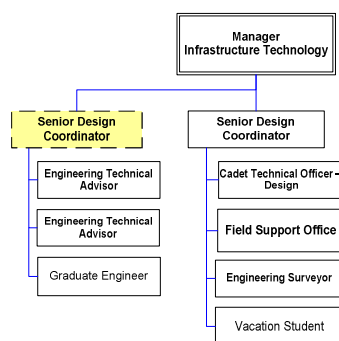 Manager
Infrastructure Technology
Senior Design
Coordinator
Engineering Technical
Advisor
Engineering Technical
Advisor
Graduate Engineer
Senior Design
Coordinator
Cadet Technical Officer –
Design
Field Support Office
Engineering Surveyor
Vacation Student